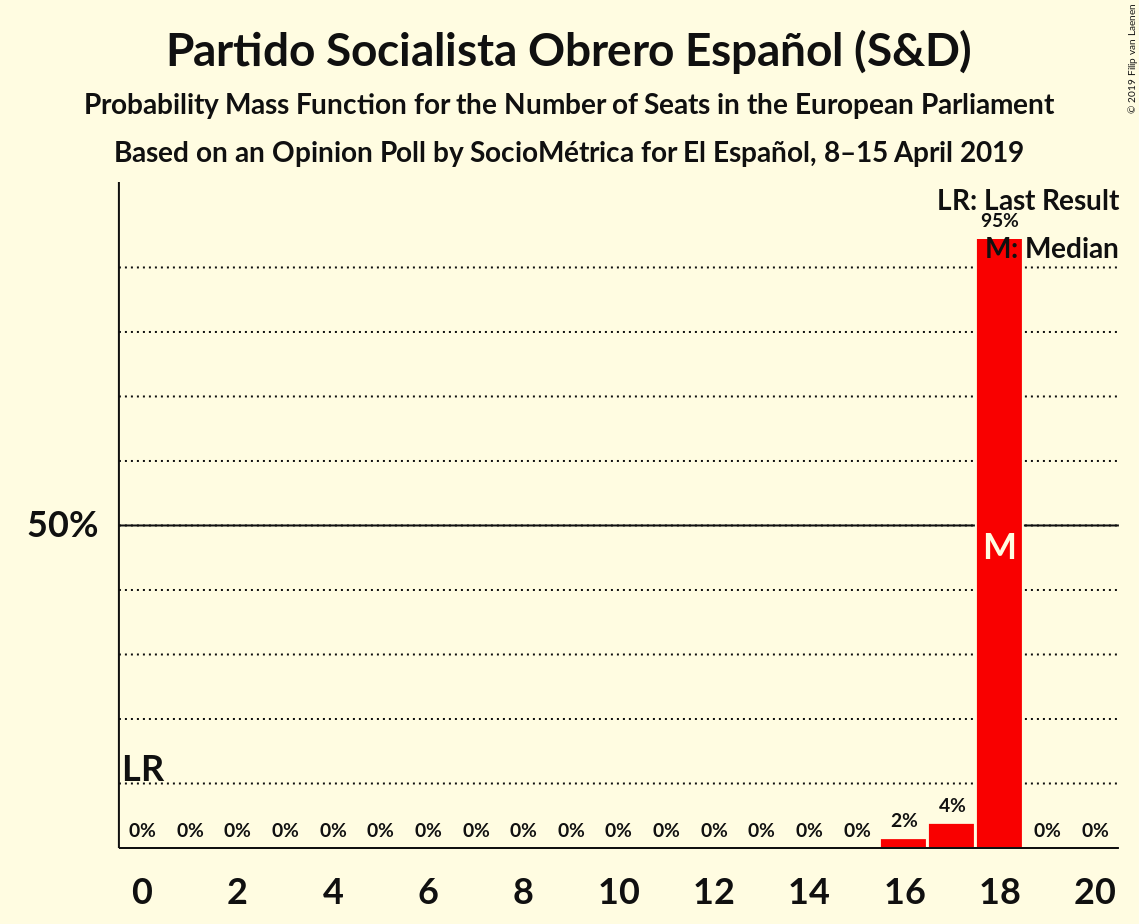 Partido Socialista Obrero Español (S&D)
Probability Mass Function for the Number of Seats in the European Parliament
Based on an Opinion Poll by SocioMétrica for El Español, 8–15 April 2019
© 2019 Filip van Laenen
LR: Last Result
95%
M: Median
50%
M
LR
0% 0% 0% 0% 0% 0% 0% 0% 0% 0% 0% 0% 0% 0% 0% 0% 2% 4% 0% 0%
0 2 4 6 8 10 12 14 16 18 20